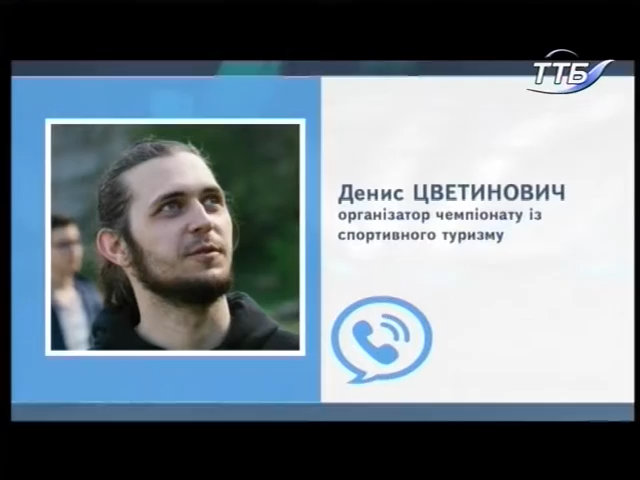 ТТБ
Денис ЦВЕТИНОВИЧ
організатор чемпіонату із
спортивного туризму